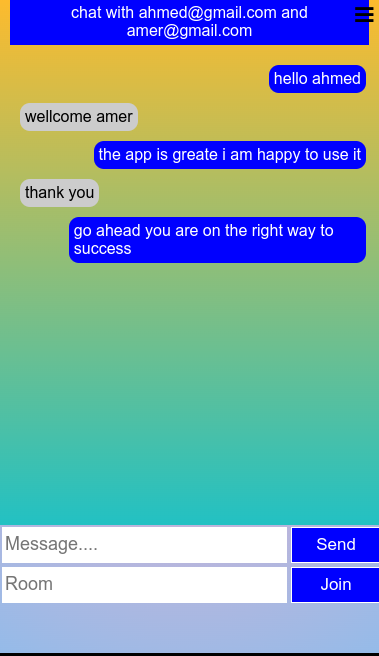 chat with ahmed@gmail.com and
amer@gmail.com
hello ahmed
wellcome amer
the app is greate i am happy to use it
thank you
go ahead you are on the right way to
success
Message....
Send
Room
Join